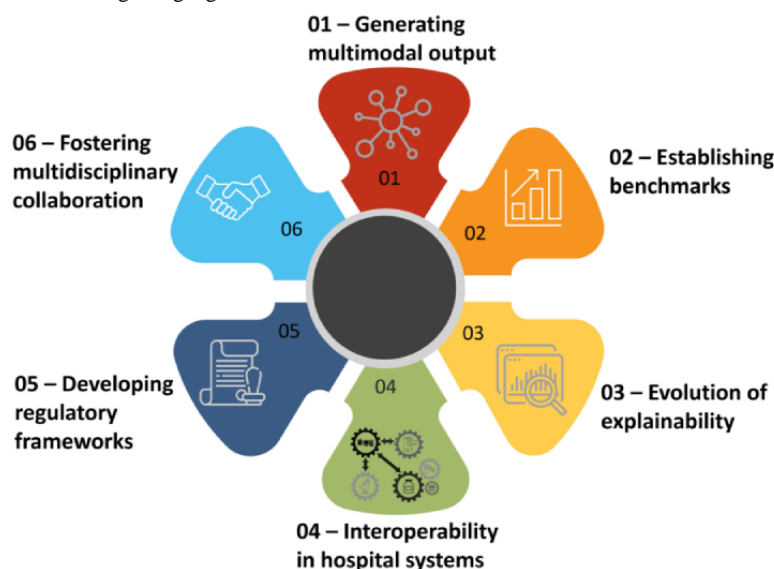 01 – Generating
multimodal output
01
02 – Establishing
benchmarks
02
03
03 – Evolution of
explainability
04
04 – Interoperability
in hospital systems
05
05 – Developing
regulatory
frameworks
06 – Fostering
multidisciplinary
collaboration
06